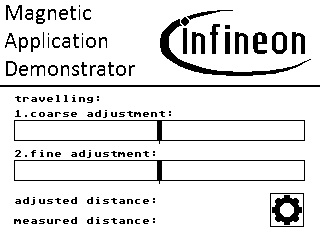 Magnetic
Application
Demonstrator
infineon
travelling:
1.coarse adjustment:
2.fine adjustment:
adjusted distance:
measured distance: